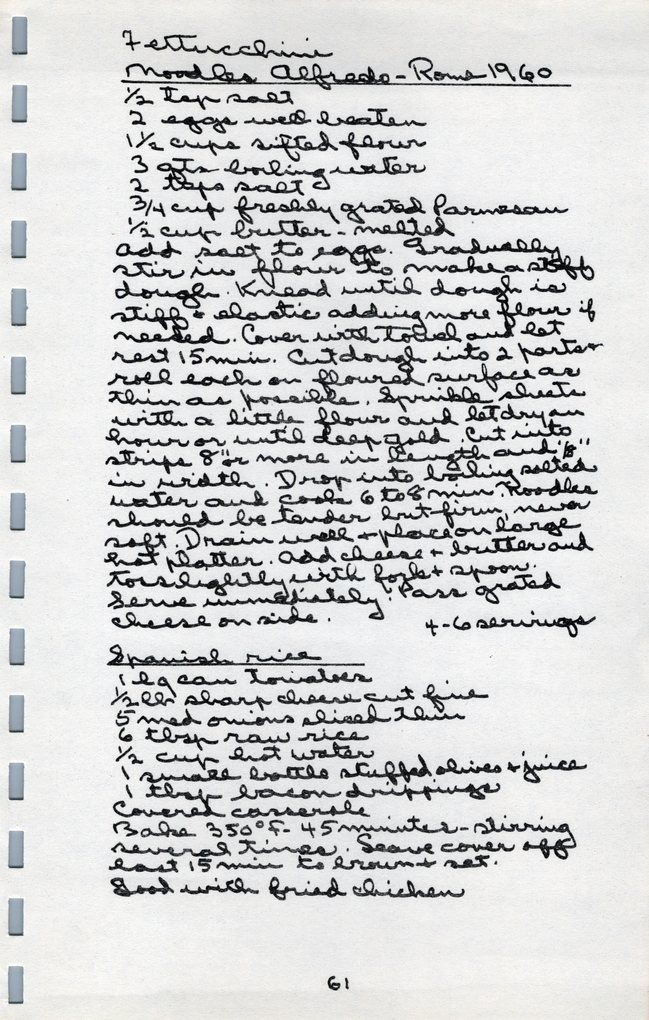 Fettucchini
Noodles Alfredo - Rome 1960
1/2 tsp salt
2 eggs well beaten
1 1/2 cups sifted flour
3 qts boiling water
2 tsps salt
3/4 cup freshly grated Parmesan
1/2 cup butter - melted
Add salt to eggs. Gradually
stir in flour to make a stiff
dough. Knead until dough is
stiff & elastic adding more flour if
needed. Cover with towel and let
rest 15 min. Cut dough into 2 parts &
roll each on floured surface as
thin as possible. Sprinkle sheets
with a little flour and let dry an
hour or until deep gold. Cut into
strips 8" or more in length and 1/8"
in width. Drop into boiling salted
water and cook 6 to 8 min. Noodles
should be tender but firm, never
soft. Drain well + place on large
hot platter. Add cheese + butter and
toss lightly with fork + spoon.
Serve immediately! Pass grated
cheese on side. 4-6 servings
Spanish rice
1 lg can tomatoes
1/2 lb sharp cheese cut fine
5 med onions sliced thin
6 tbsp raw rice
1/2 cup hot water
1 small bottle stuffed olives + juice
1 tbsp bacon drippings
Covered casserole
Bake 350°F - 45 minutes - stirring
several times. Leave cover off
last 15 min to brown + set.
Good with fried chicken
61